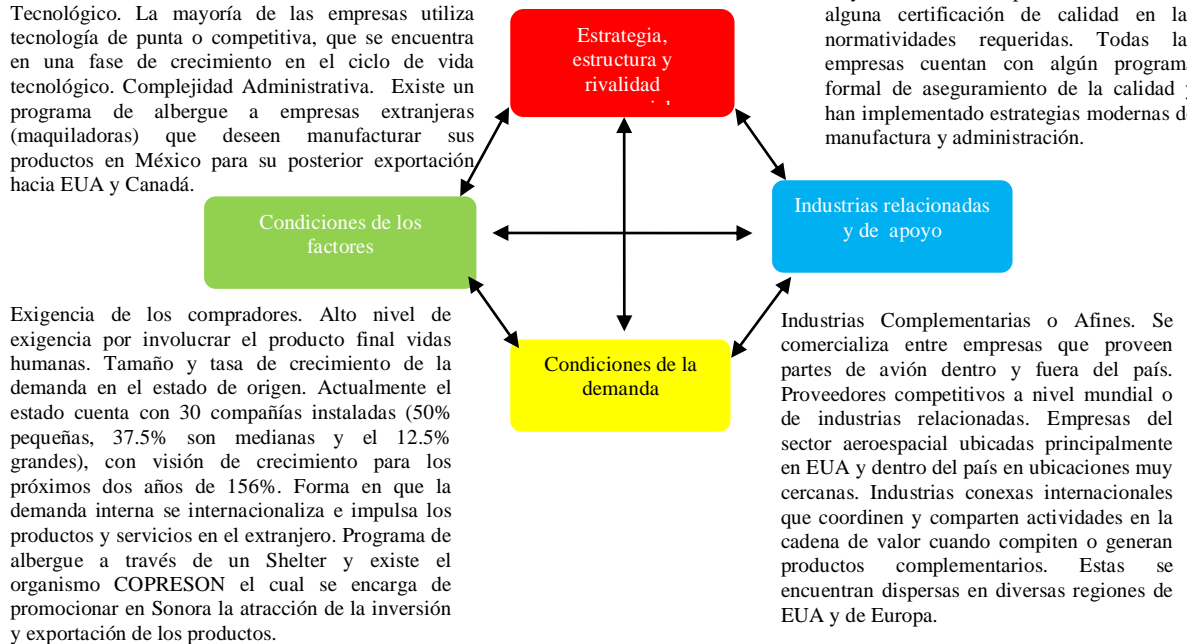 Tecnológico. La mayoría de las empresas utiliza
tecnología de punta o competitiva, que se encuentra
en una fase de crecimiento en el ciclo de vida
tecnológico. Complejidad Administrativa. Existe un
programa de albergue a empresas extranjeras
(maquiladoras) que deseen manufacturar sus
productos en México para su posterior exportación
hacia EUA y Canadá.
Estrategia,
estructura y
rivalidad
alguna certificación de calidad en la
normatividades requeridas. Todas la
empresas cuentan con algún programa
formal de aseguramiento de la calidad y
han implementado estrategias modernas de
manufactura y administración.
Condiciones de los
factores
Industrias relacionadas
y de apoyo
Condiciones de la
demanda
Exigencia de los compradores. Alto nivel de
exigencia por involucrar el producto final vidas
humanas. Tamaño y tasa de crecimiento de la
demanda en el estado de origen. Actualmente el
estado cuenta con 30 compañías instaladas (50%
pequeñas, 37.5% son medianas y el 12.5%
grandes), con visión de crecimiento para los
próximos dos años de 156%. Forma en que la
demanda interna se internacionaliza e impulsa los
productos y servicios en el extranjero. Programa de
albergue a través de un Shelter y existe el
organismo COPRESON el cual se encarga de
promocionar en Sonora la atracción de la inversión
y exportación de los productos.
Industrias Complementarias o Afines. Se
comercializa entre empresas que proveen
partes de avión dentro y fuera del país.
Proveedores competitivos a nivel mundial o
de industrias relacionadas. Empresas del
sector aeroespacial ubicadas principalmente
en EUA y dentro del país en ubicaciones muy
cercanas. Industrias conexas internacionales
que coordinen y comparten actividades en la
cadena de valor cuando compiten o generan
productos complementarios. Estas se
encuentran dispersas en diversas regiones de
EUA y de Europa.